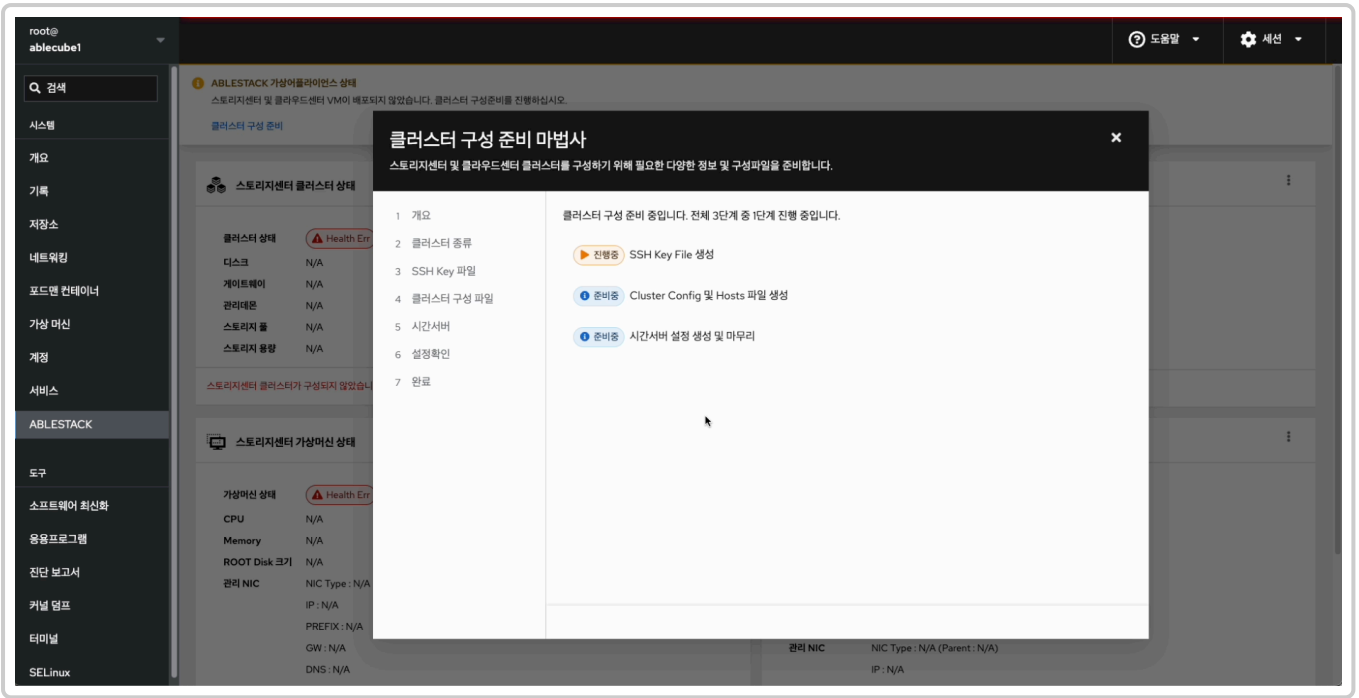 root@
ablecube1
도움말
세션
검색
시스템
개요
기록
저장소
네트워킹
포드맨 컨테이너
가상 머신
계정
서비스
ABLESTACK
도구
소프트웨어 최신화
응용프로그램
진단 보고서
커널 덤프
터미널
SELinux
ABLESTACK 가상어플라이언스 상태
스토리지센터 및 클라우드센터 VM이 배포되지 않았습니다. 클러스터 구성준비를 진행하십시오.
클러스터 구성 준비
스토리지센터 클러스터 상태
클러스터 상태 Health Err
디스크 N/A
게이트웨이 N/A
관리데몬 N/A
스토리지 풀 N/A
스토리지 용량 N/A
스토리지센터 클러스터가 구성되지 않았습니
스토리지센터 가상머신 상태
가상머신 상태 Health Err
CPU N/A
Memory N/A
ROOT Disk 크기 N/A
관리 NIC NIC Type : N/A
IP : N/A
PREFIX : N/A
GW : N/A
DNS : N/A
클러스터 구성 준비 마법사
스토리지센터 및 클라우드센터 클러스터를 구성하기 위해 필요한 다양한 정보 및 구성파일을 준비합니다.
1 개요
2 클러스터 종류
3 SSH Key 파일
4 클러스터 구성 파일
5 시간서버
6 설정확인
7 완료
클러스터 구성 준비 중입니다. 전체 3단계 중 1단계 진행 중입니다.
진행중 SSH Key File 생성
준비중 Cluster Config 및 Hosts 파일 생성
준비중 시간서버 설정 생성 및 마무리
관리 NIC NIC Type : N/A (Parent : N/A)
IP : N/A